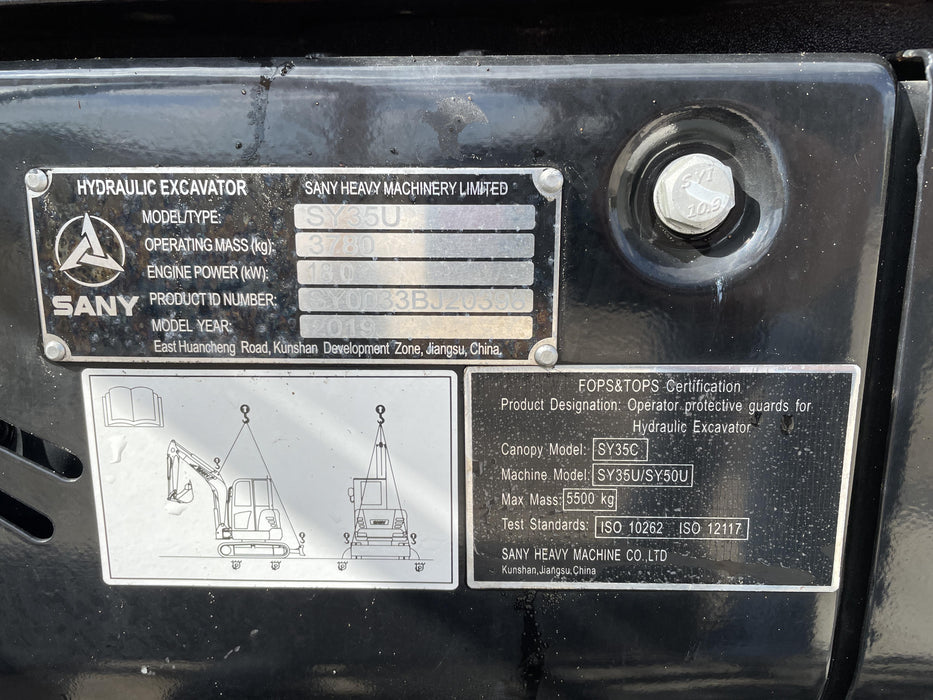 HYDRAULIC EXCAVATOR SANY HEAVY MACHINERY LIMITED
MODEL/TYPE: SY35U
OPERATING MASS (kg): 3780
ENGINE POWER (kW):
PRODUCT ID NUMBER:
MODEL YEAR: 2019
SANY
East Huancheng Road, Kunshan Development Zone, Jiangsu, China.
10.9
FOPS&TOPS Certification
Product Designation: Operator protective guards for
Hydraulic Excavator
Canopy Model: SY35C
Machine Model: SY35U/SY50U
Max Mass: 5500 kg
Test Standards: ISO 10262 ISO 12117
SANY HEAVY MACHINE CO.,LTD
Kunshan,Jiangsu,China